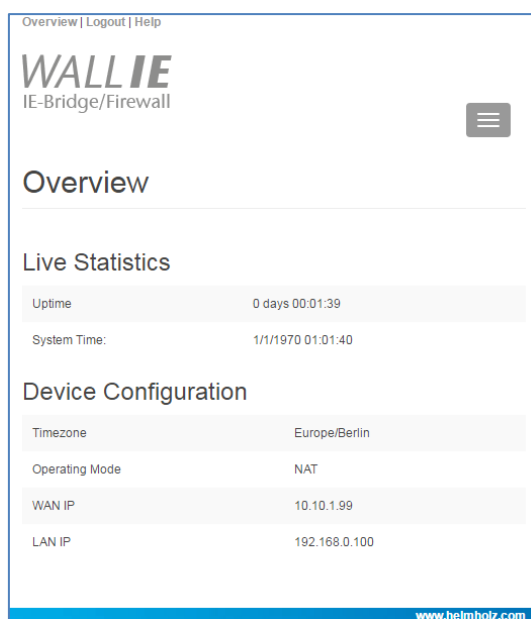 Overview | Logout | Help
WALL IE
IE-Bridge/Firewall
Overview
Live Statistics
Uptime 0 days 00:01:39
System Time: 1/1/1970 01:01:40
Device Configuration
Timezone Europe/Berlin
Operating Mode NAT
WAN IP 10.10.1.99
LAN IP 192.168.0.100
www.helmholz.com